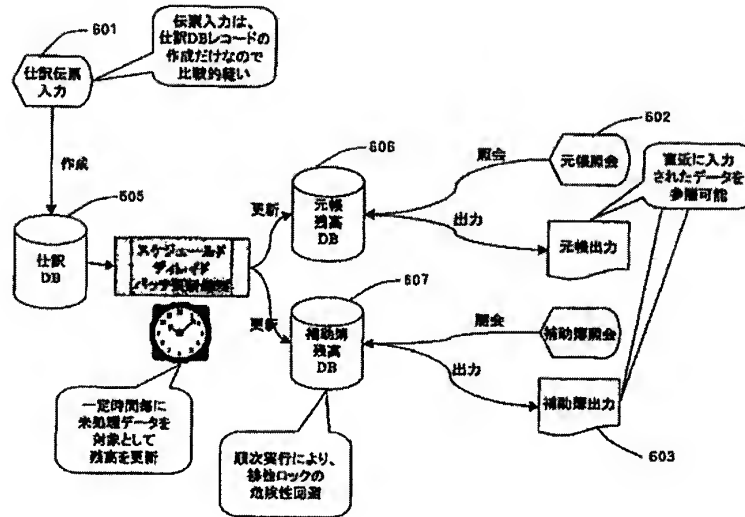 601
仕訳伝票
入力
伝票入力は、
仕訳DBレコードの
作成だけなので
比較的軽い
作成
605
仕訳
DB
スケジュールド
ディレイド
バッチ更新
一定時間毎に
未処理データを
対象として
残高を更新
更新
更新
606
元帳
残高
DB
607
補助簿
残高
DB
順次実行により、
排他ロックの
危険性回避
照会
出力
照会
出力
602
元帳照会
元帳出力
補助簿照会
補助簿出力
603
直近に入力
されたデータを
参照可能